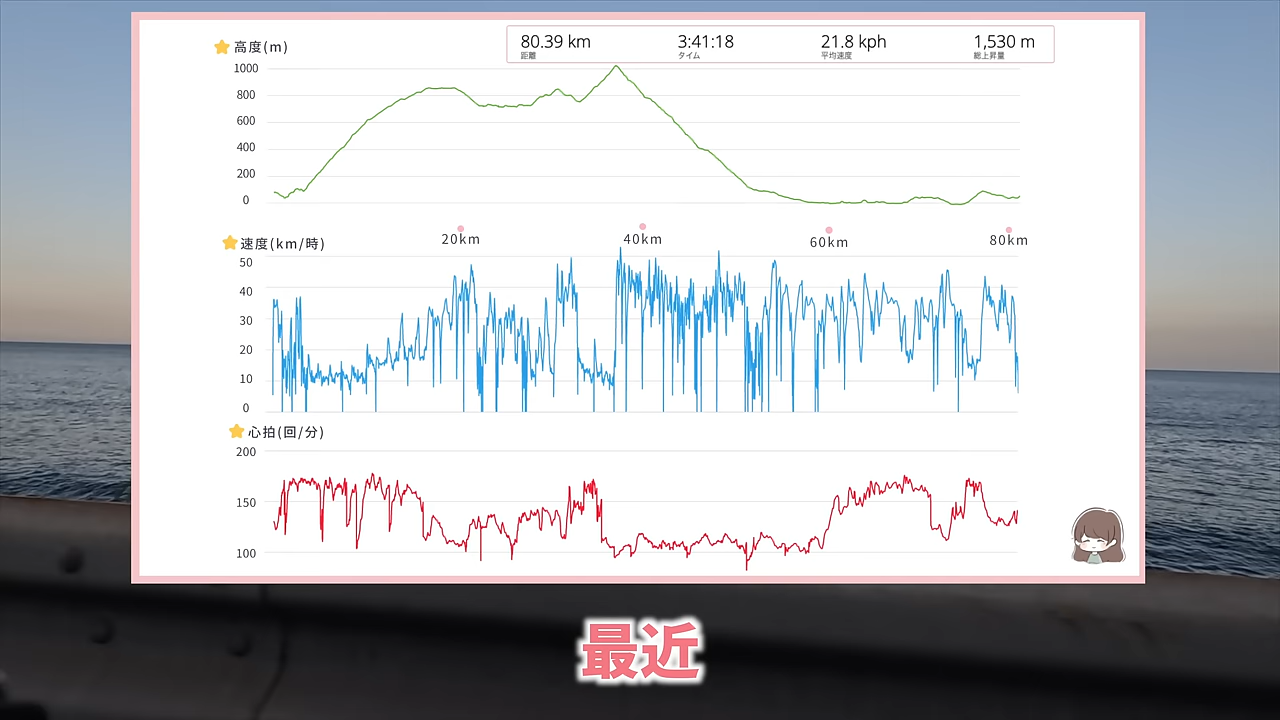 高度(m)
80.39 km 3:41:18 21.8 kph 1,530 m
距離 タイム 平均速度 総上昇量
1000
800
600
400
200
0
20km 40km 60km 80km
速度(km/時)
50
40
30
20
10
0
心拍(回/分)
200
150
100
最近